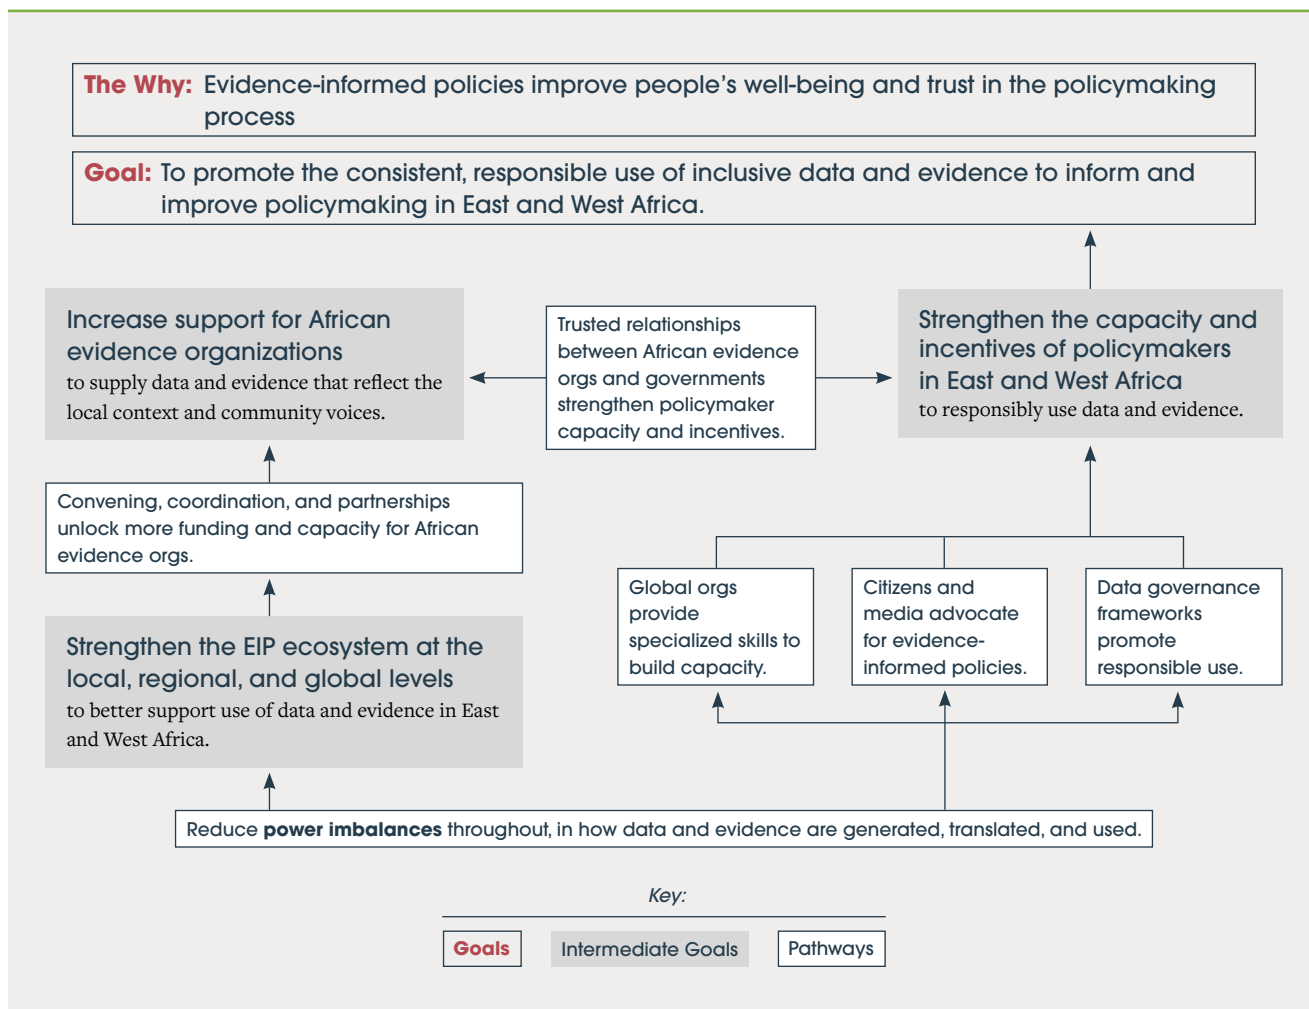 The Why: Evidence-informed policies improve people’s well-being and trust in the policymaking
process
Goal: To promote the consistent, responsible use of inclusive data and evidence to inform and
improve policymaking in East and West Africa.
Increase support for African
evidence organizations
to supply data and evidence that reflect the
local context and community voices.
Trusted relationships
between African evidence
orgs and governments
strengthen policymaker
capacity and incentives.
Strengthen the capacity and
incentives of policymakers
in East and West Africa
to responsibly use data and evidence.
Convening, coordination, and partnerships
unlock more funding and capacity for African
evidence orgs.
Global orgs
provide
specialized skills to
build capacity.
Citizens and
media advocate
for evidence-
informed policies.
Data governance
frameworks
promote
responsible use.
Strengthen the EIP ecosystem at the
local, regional, and global levels
to better support use of data and evidence in East
and West Africa.
Reduce power imbalances throughout, in how data and evidence are generated, translated, and used.
Key:
Goals
Intermediate Goals
Pathways